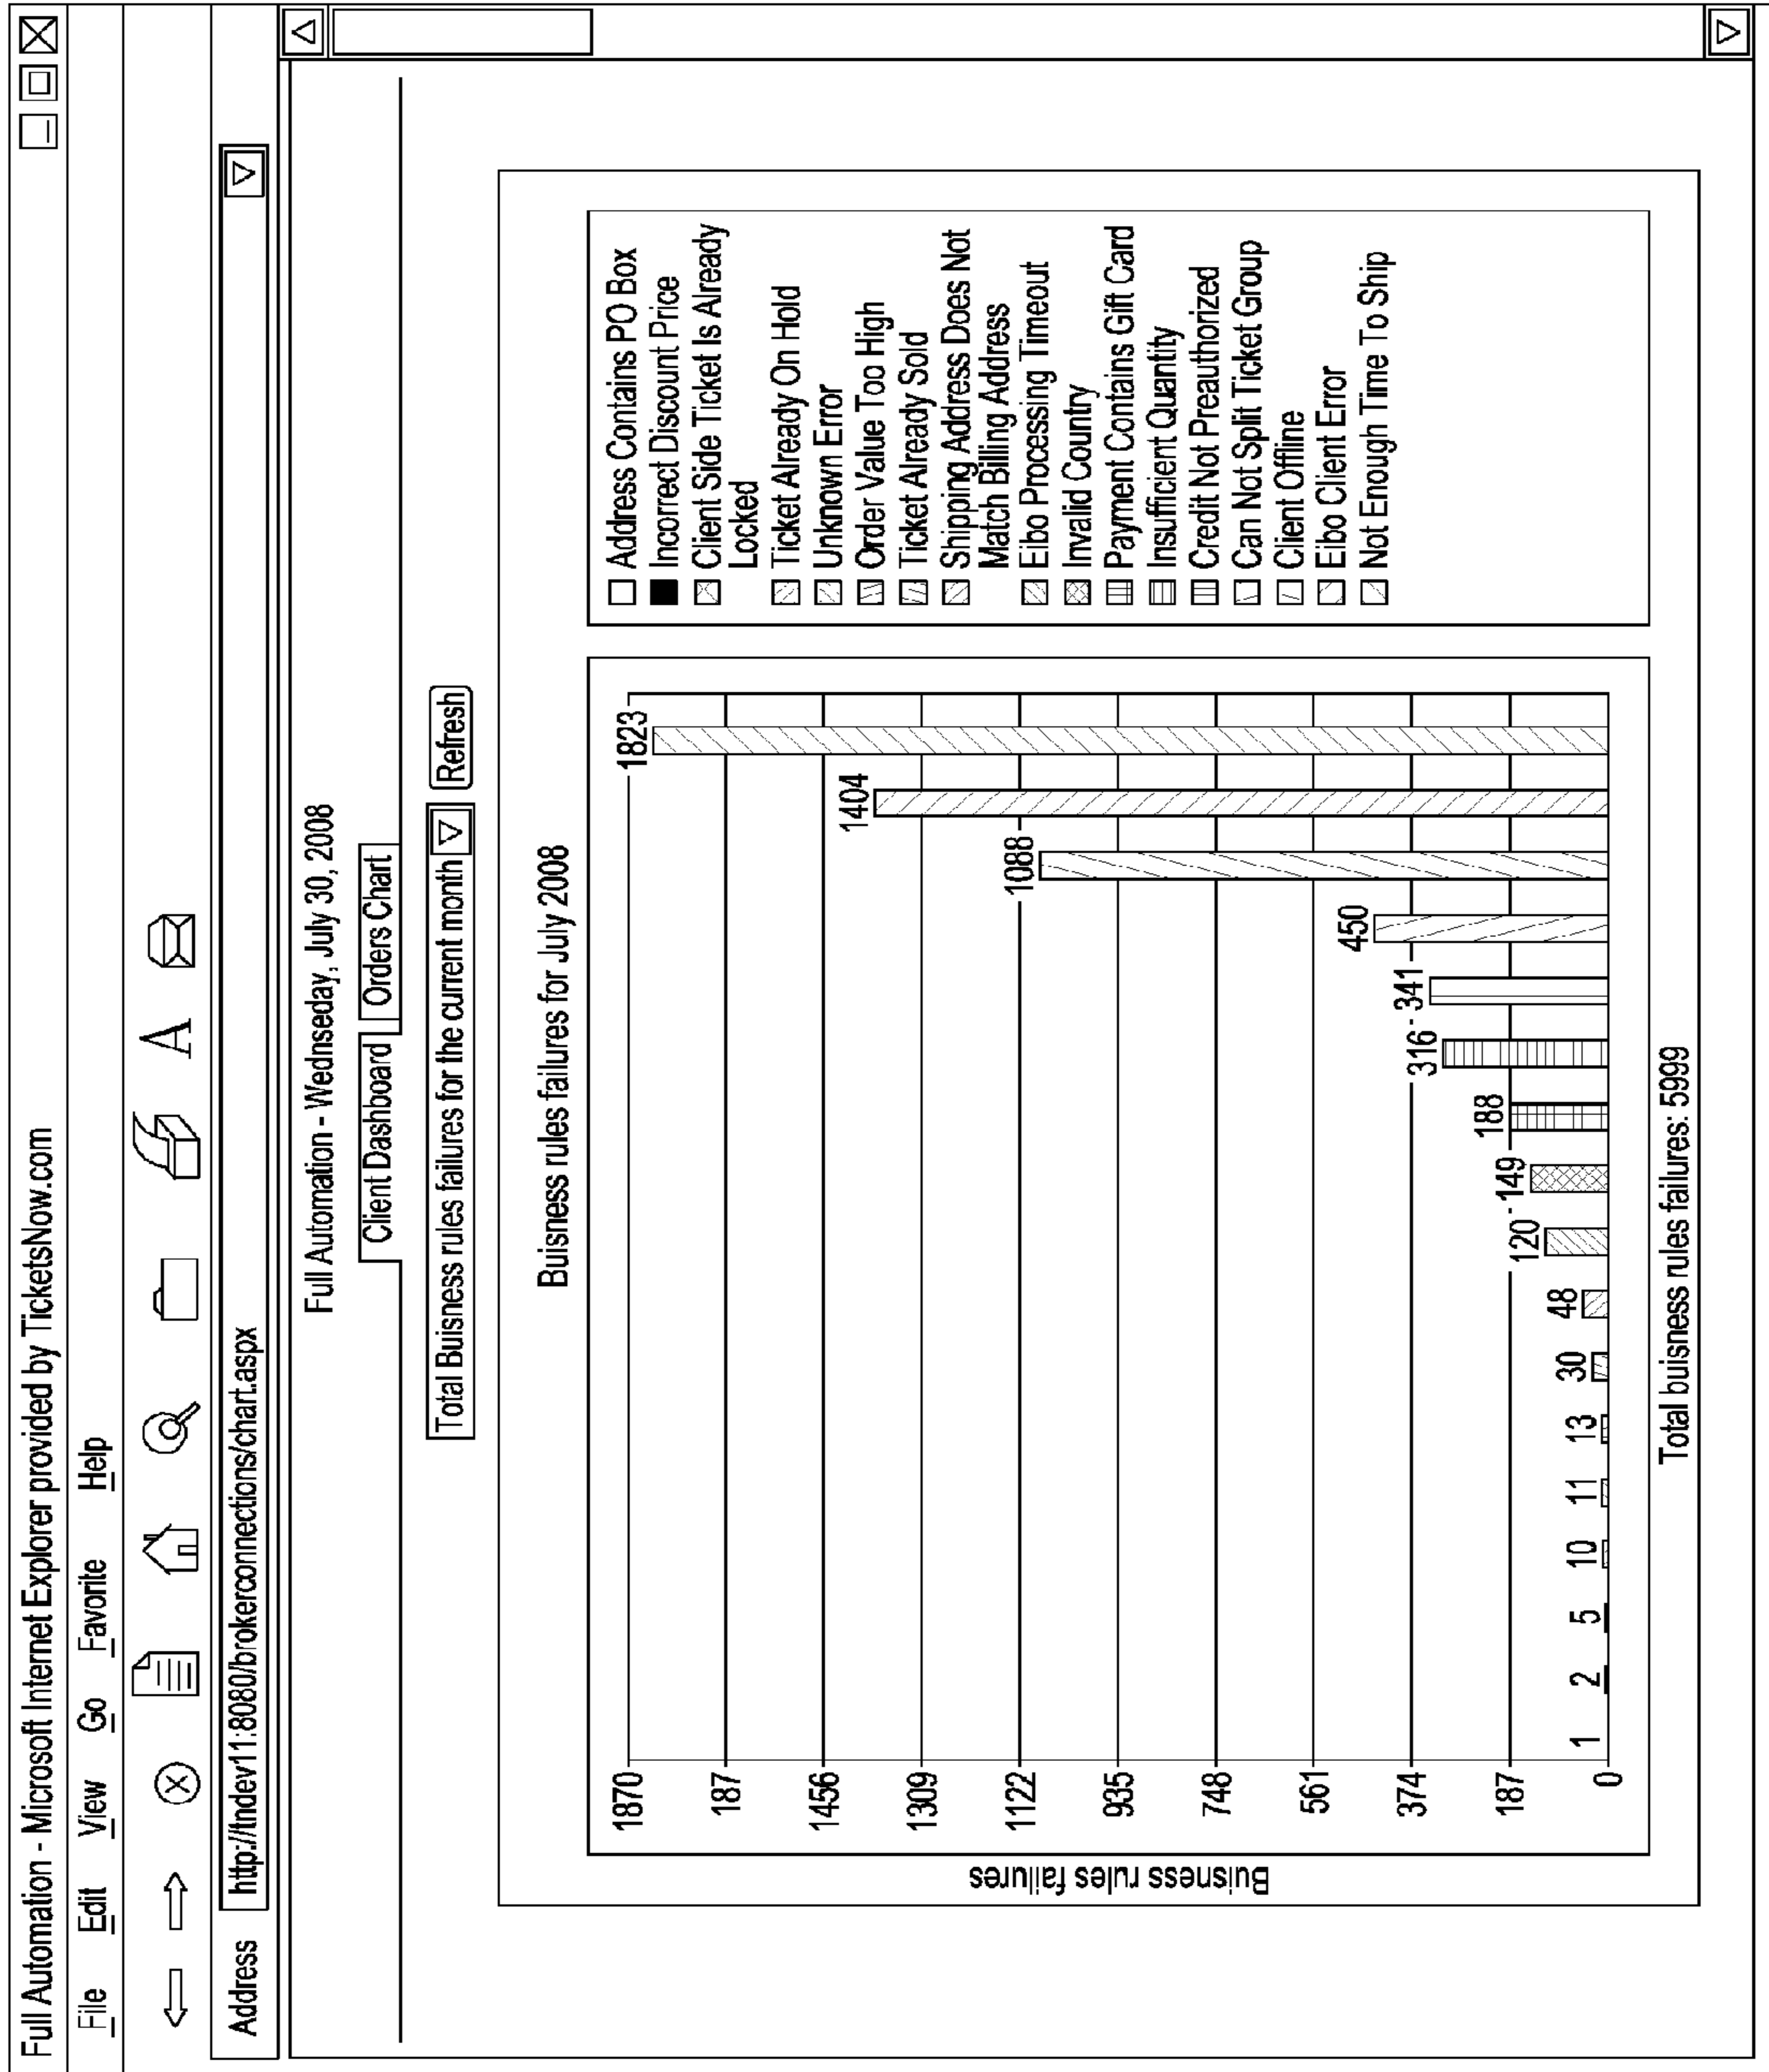 Full Automation - Microsoft Internet Explorer provided by TicketsNow.com
File Edit View Go Favorite Help
A
Address http://tndev11:8080/brokerconnections/chart.aspx
Full Automation - Wednseday, July 30, 2008
Client Dashboard Orders Chart
Total Buisness rules failures for the current month Refresh
Buisness rules failures for July 2008
Buisness rules failures
1870
187
1456
1309
1122
935
748
561
374
187
0
1
2
5
10
11
13
30
48
120
149
188
316
341
450
1088
1404
1823
Address Contains PO Box
Incorrect Discount Price
Client Side Ticket Is Already
Locked
Ticket Already On Hold
Unknown Error
Order Value Too High
Ticket Already Sold
Shipping Address Does Not
Match Billing Address
Eibo Processing Timeout
Invalid Country
Payment Contains Gift Card
Insufficient Quantity
Credit Not Preauthorized
Can Not Split Ticket Group
Client Offline
Eibo Client Error
Not Enough Time To Ship
Total buisness rules failures: 5999